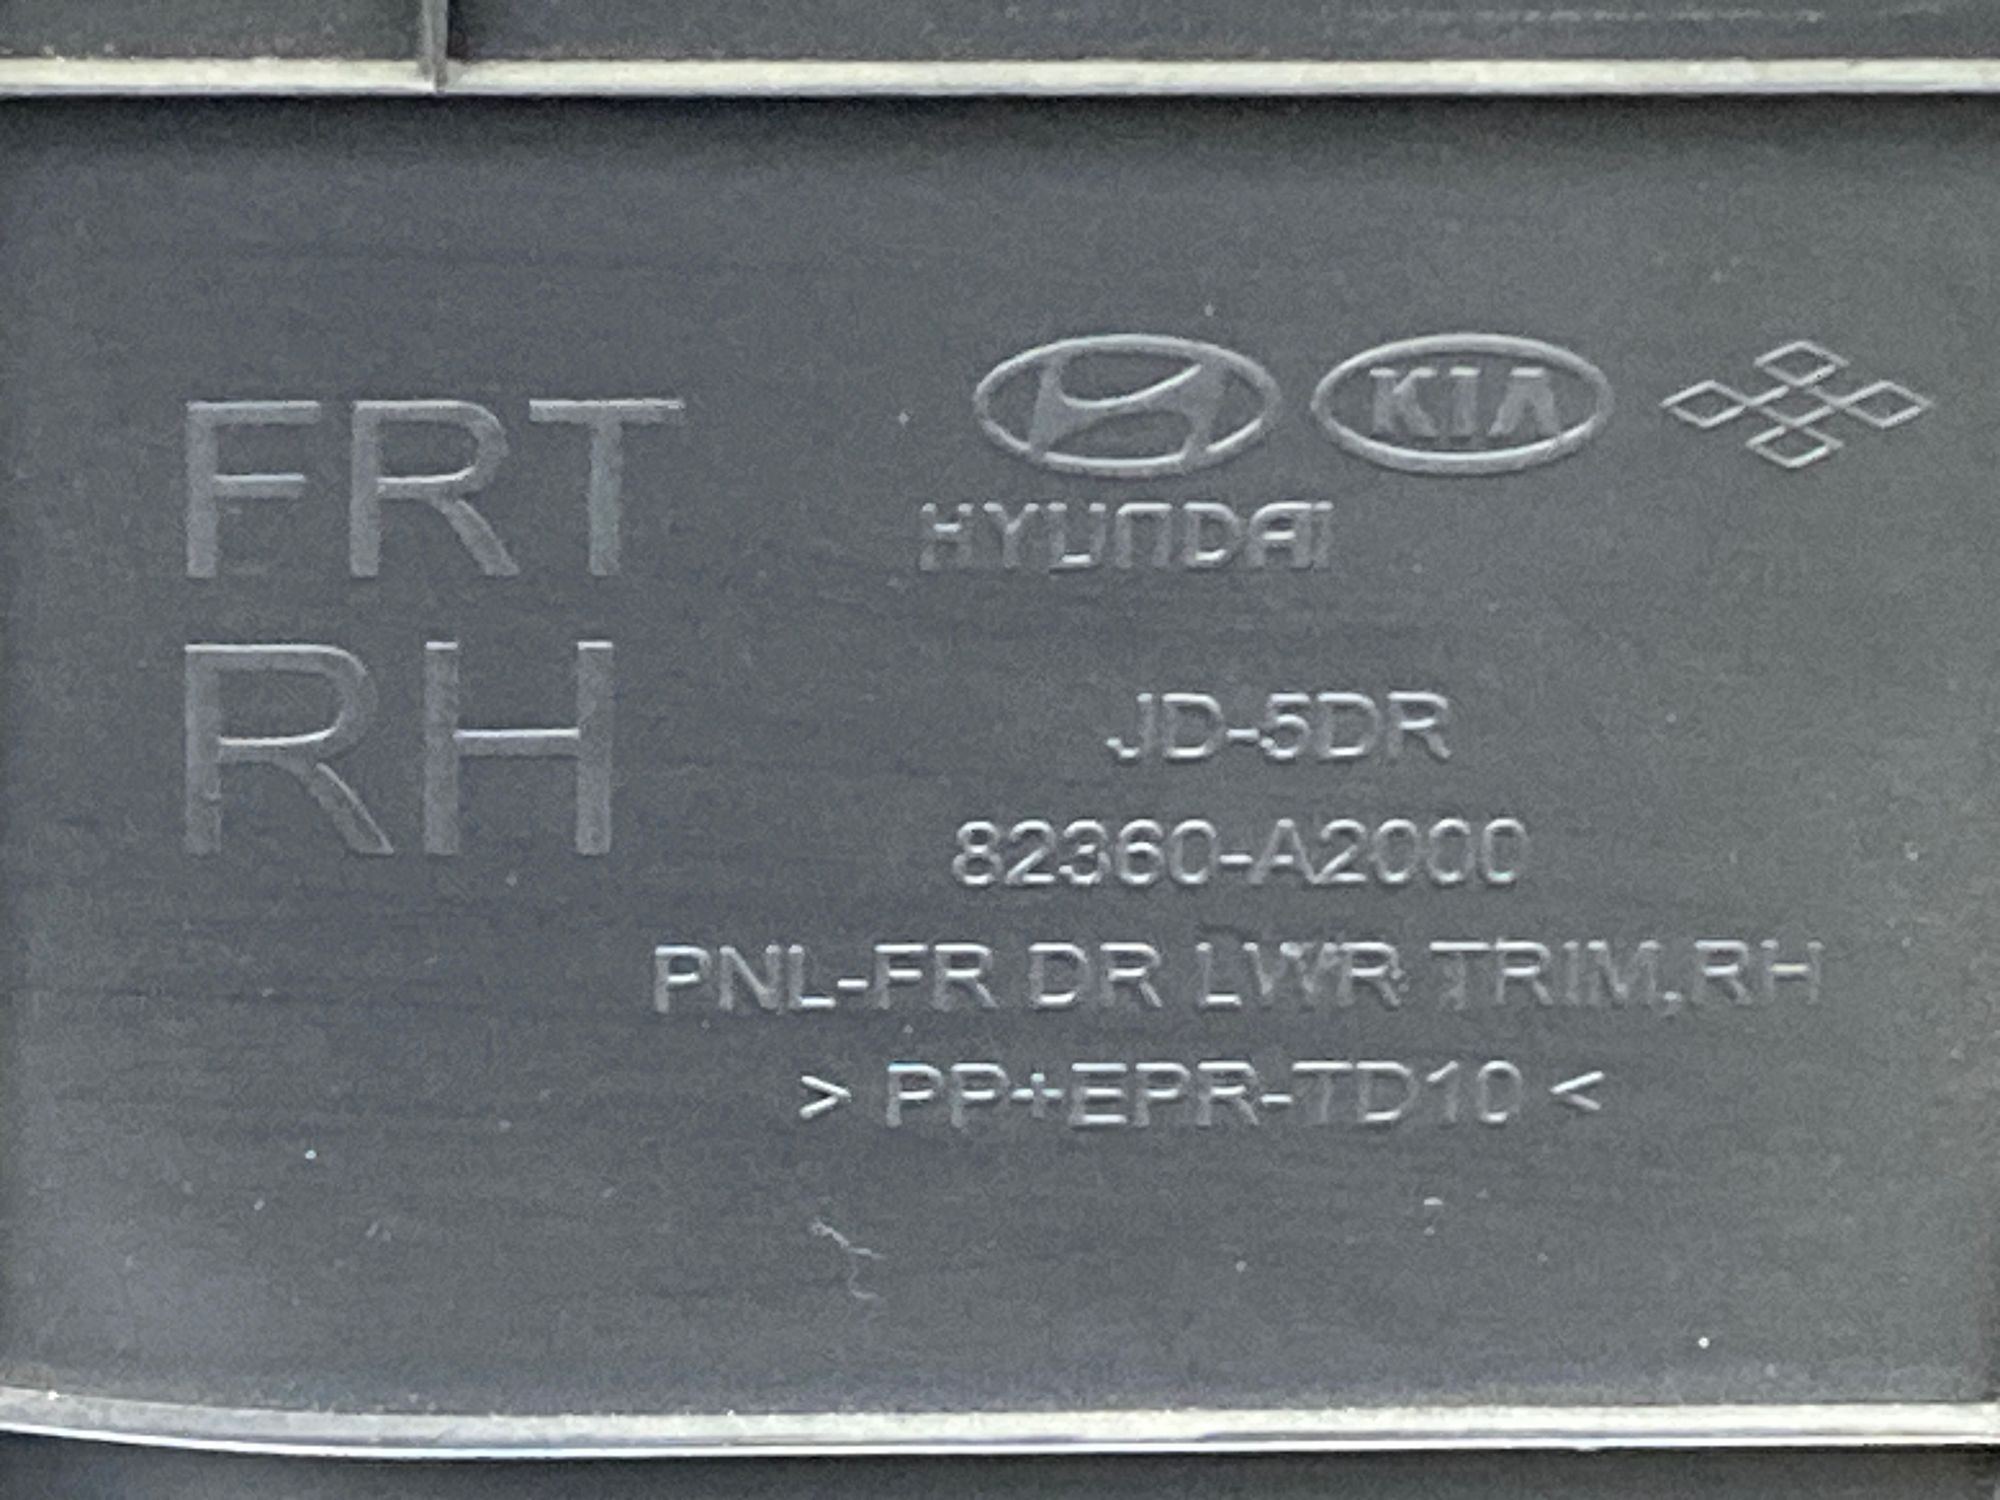 FRT
RH
KIA
HYUNDAI
JD-5DR
82360-A2000
PNL-FR DR LWR TRIM,RH
> PP+EPR-TD10 <